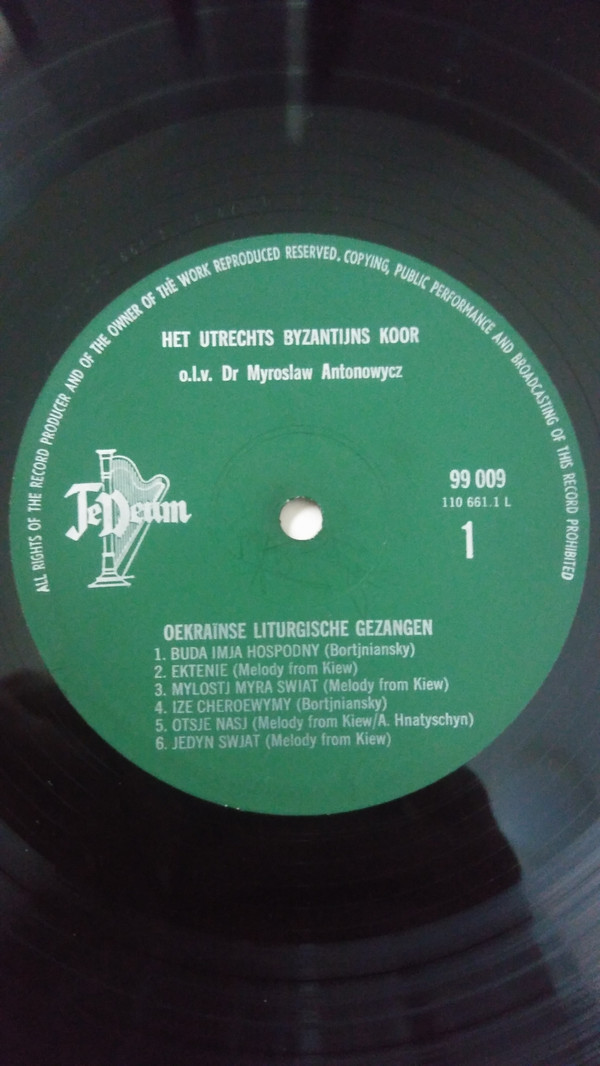 ALL RIGHTS OF THE RECORD PRODUCER AND OF THE OWNER OF THE WORK REPRODUCED RESERVED. COPYING, PUBLIC PERFORMANCE AND BROADCASTING OF THIS RECORD PROHIBITED
HET UTRECHTS BYZANTIJNS KOOR
o.l.v. Dr Myroslaw Antonowycz
TeDeum
99 009
110 661.1 L
1
OEKRAÏNSE LITURGISCHE GEZANGEN
1. BUDA IMJA HOSPODNY (Bortjniansky)
2. EKTENIE (Melody from Kiew)
3. MYLOSTJ MYRA SWIAT (Melody from Kiew)
4. IZE CHEROEWYMY (Bortjniansky)
5. OTSJE NASJ (Melody from Kiew/A. Hnatyschyn)
6. JEDYN SWJAT (Melody from Kiew)